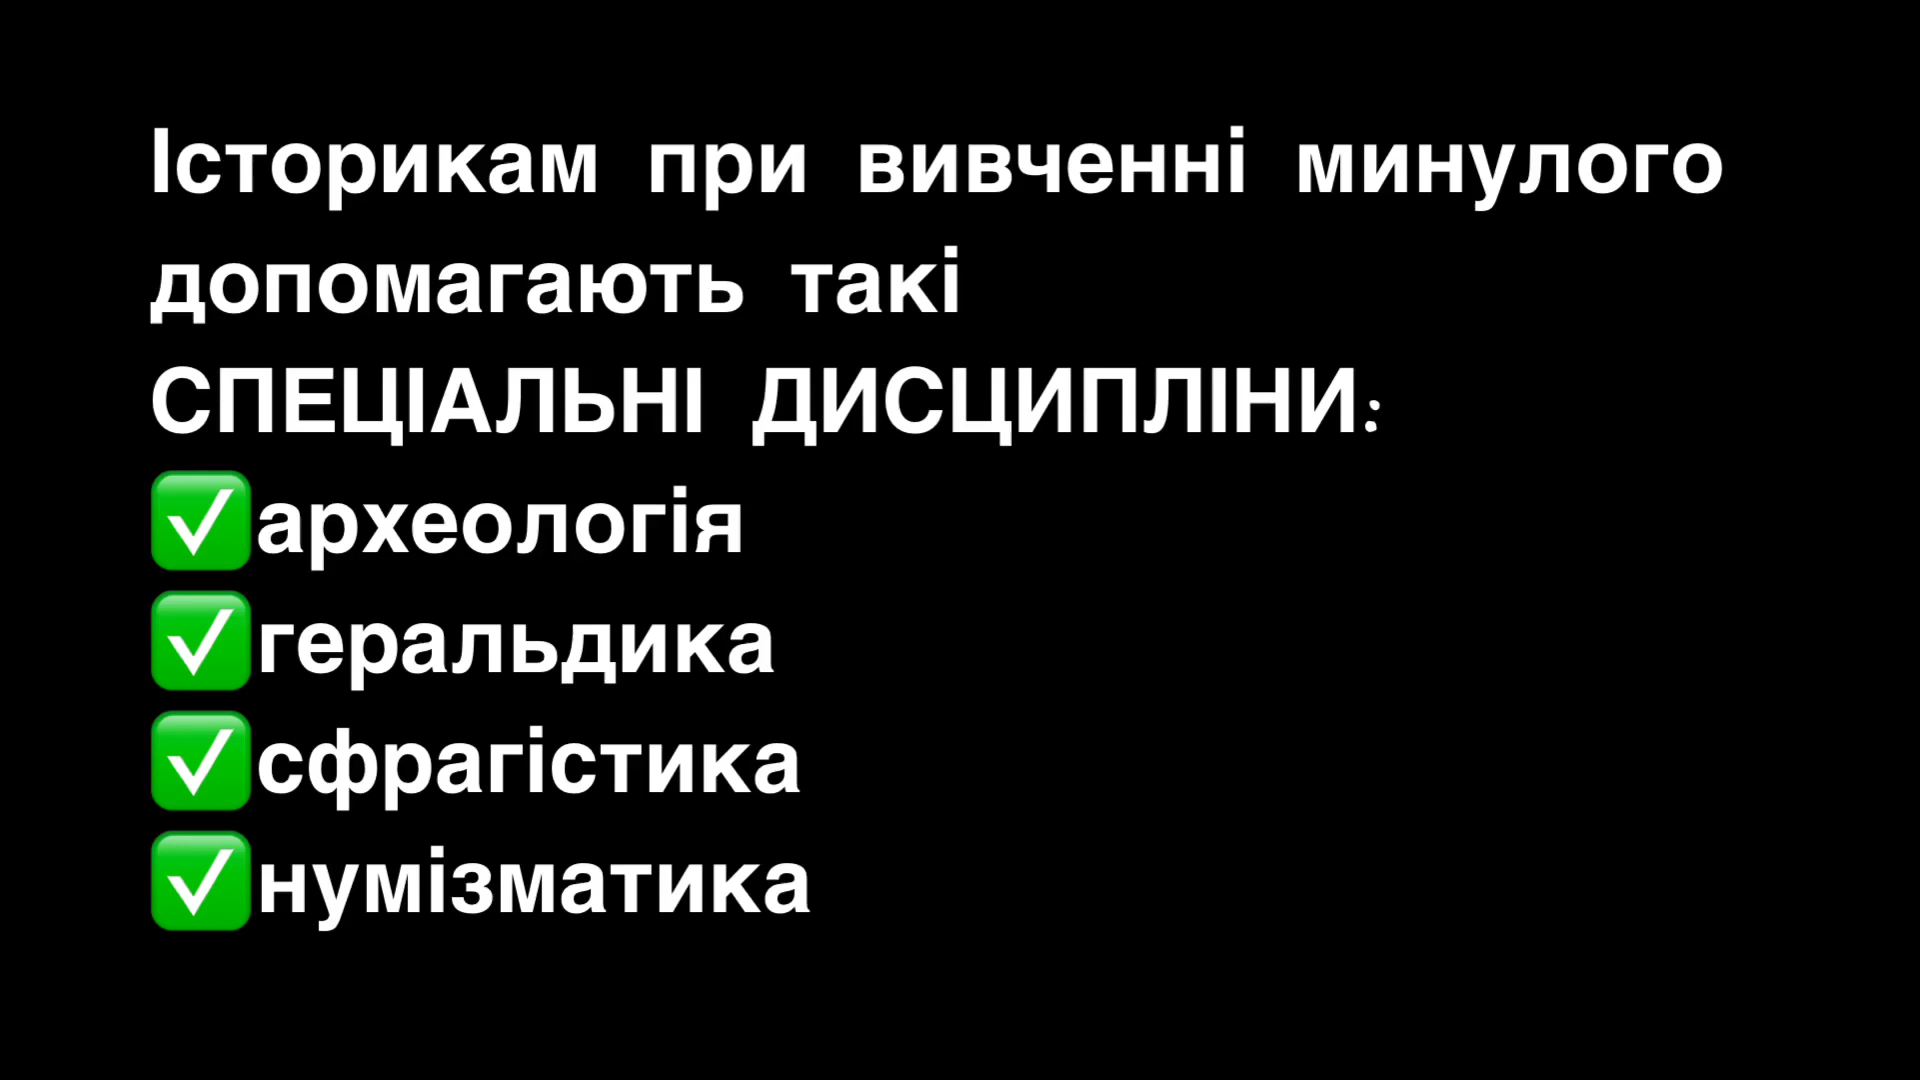 Історикам при вивченні минулого
допомагають такі
СПЕЦІАЛЬНІ ДИСЦИПЛІНИ:
✅археологія
✅геральдика
✅сфрагістика
✅нумізматика